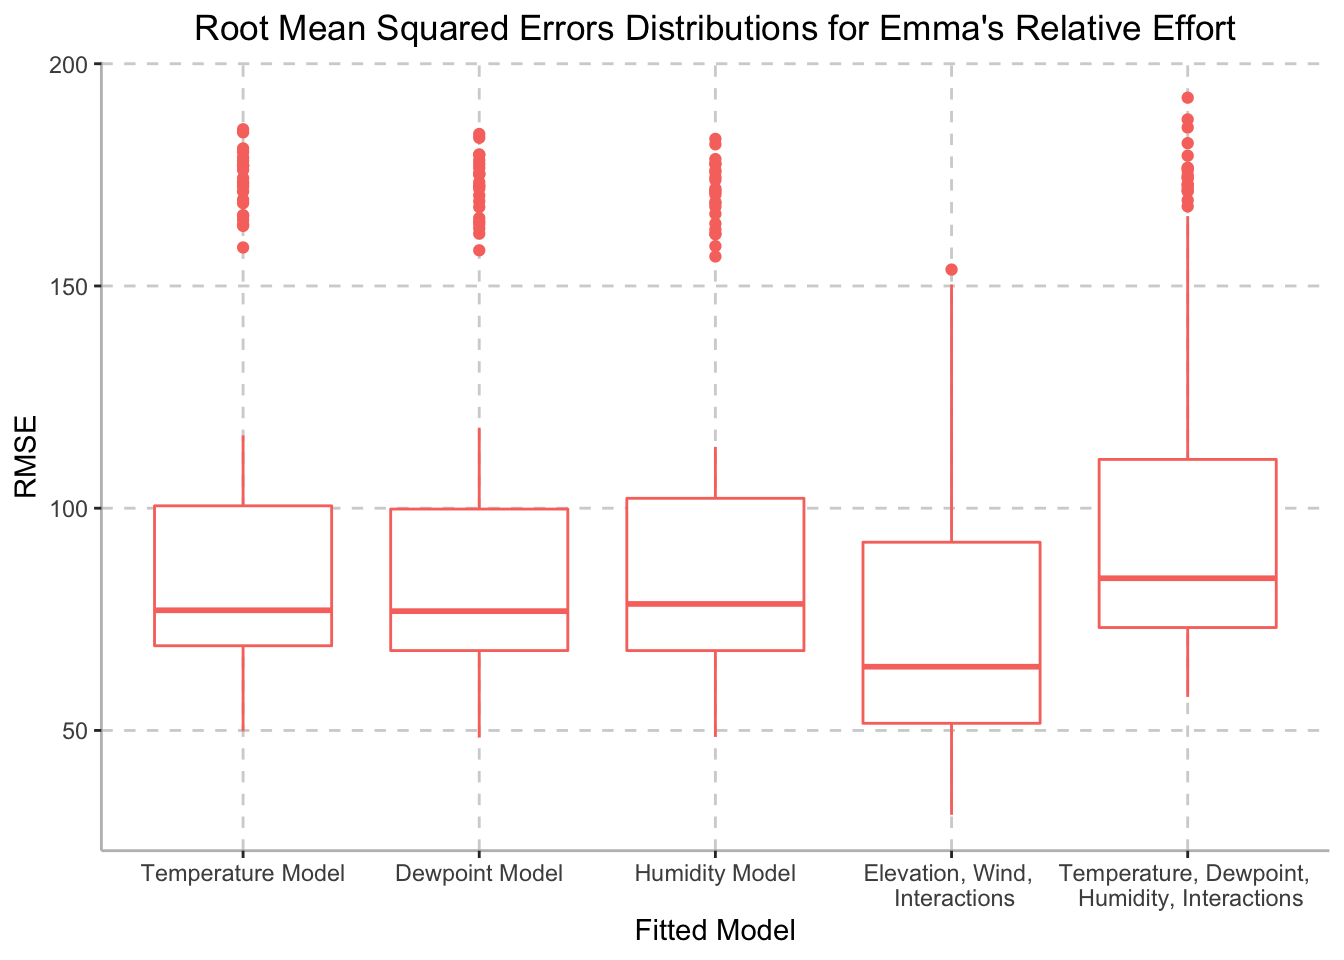 Root Mean Squared Errors Distributions for Emma's Relative Effort
200
150
100
50
RMSE
Temperature Model
Dewpoint Model
Humidity Model
Elevation, Wind,
Interactions
Temperature, Dewpoint,
Humidity, Interactions
Fitted Model